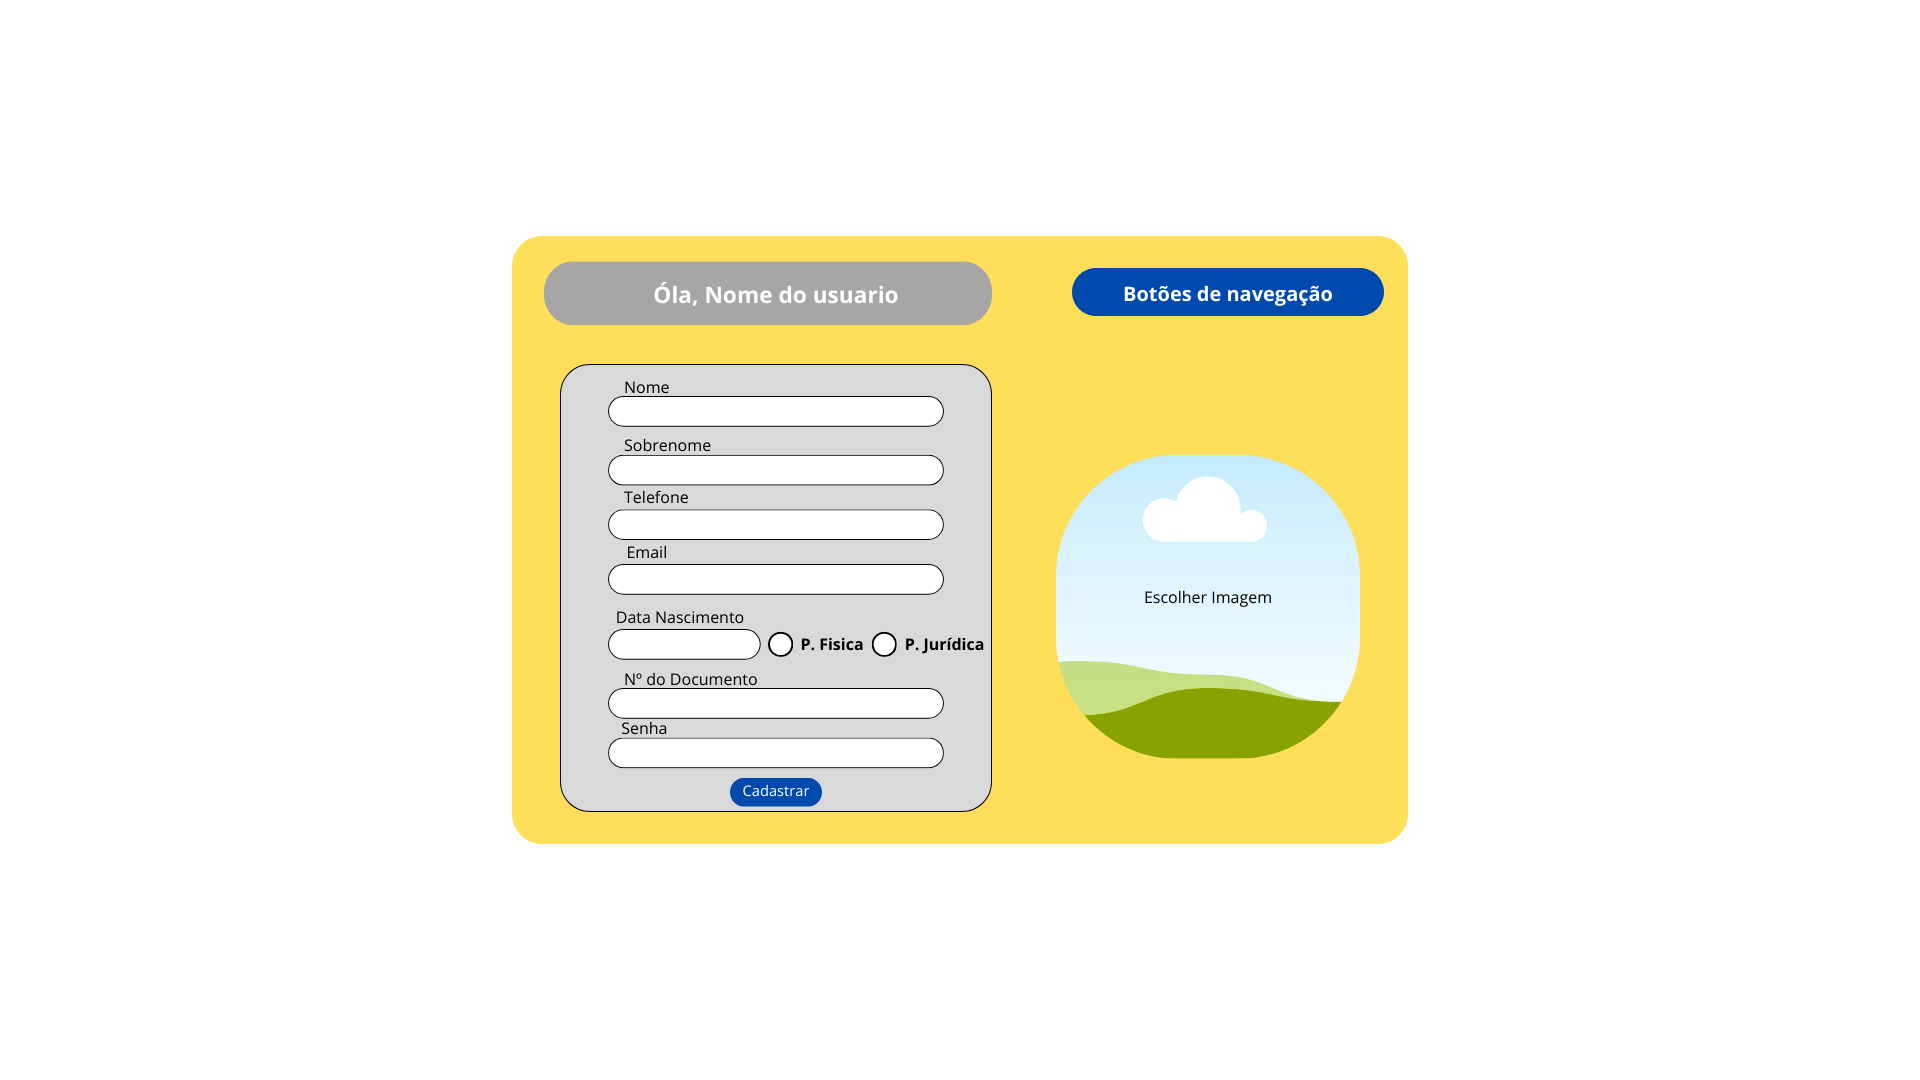 Óla, Nome do usuario
Botões de navegação
Nome
Sobrenome
Telefone
Email
Data Nascimento
P. Fisica
P. Jurídica
Nº do Documento
Senha
Cadastrar
Escolher Imagem